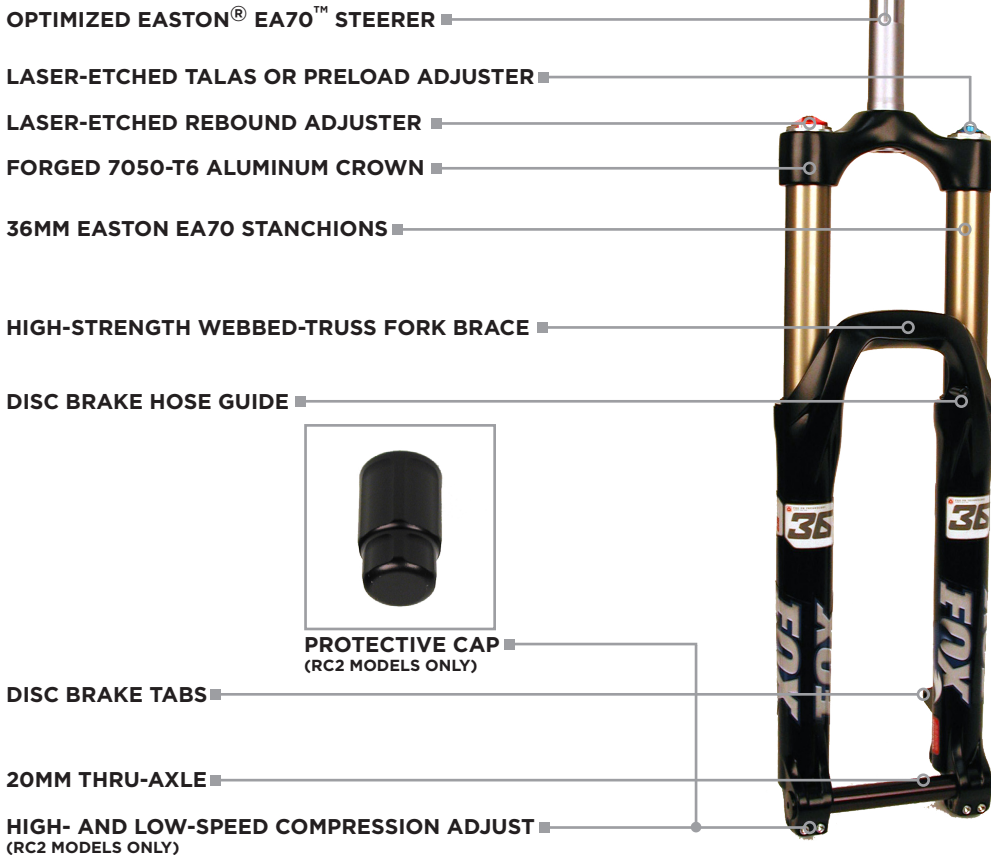 OPTIMIZED EASTON® EA70™ STEERER
LASER-ETCHED TALAS OR PRELOAD ADJUSTER
LASER-ETCHED REBOUND ADJUSTER
FORGED 7050-T6 ALUMINUM CROWN
36MM EASTON EA70 STANCHIONS
HIGH-STRENGTH WEBBED-TRUSS FORK BRACE
DISC BRAKE HOSE GUIDE
36
36
FOX
FOX
FOX
PROTECTIVE CAP
(RC2 MODELS ONLY)
DISC BRAKE TABS
20MM THRU-AXLE
HIGH- AND LOW-SPEED COMPRESSION ADJUST
(RC2 MODELS ONLY)